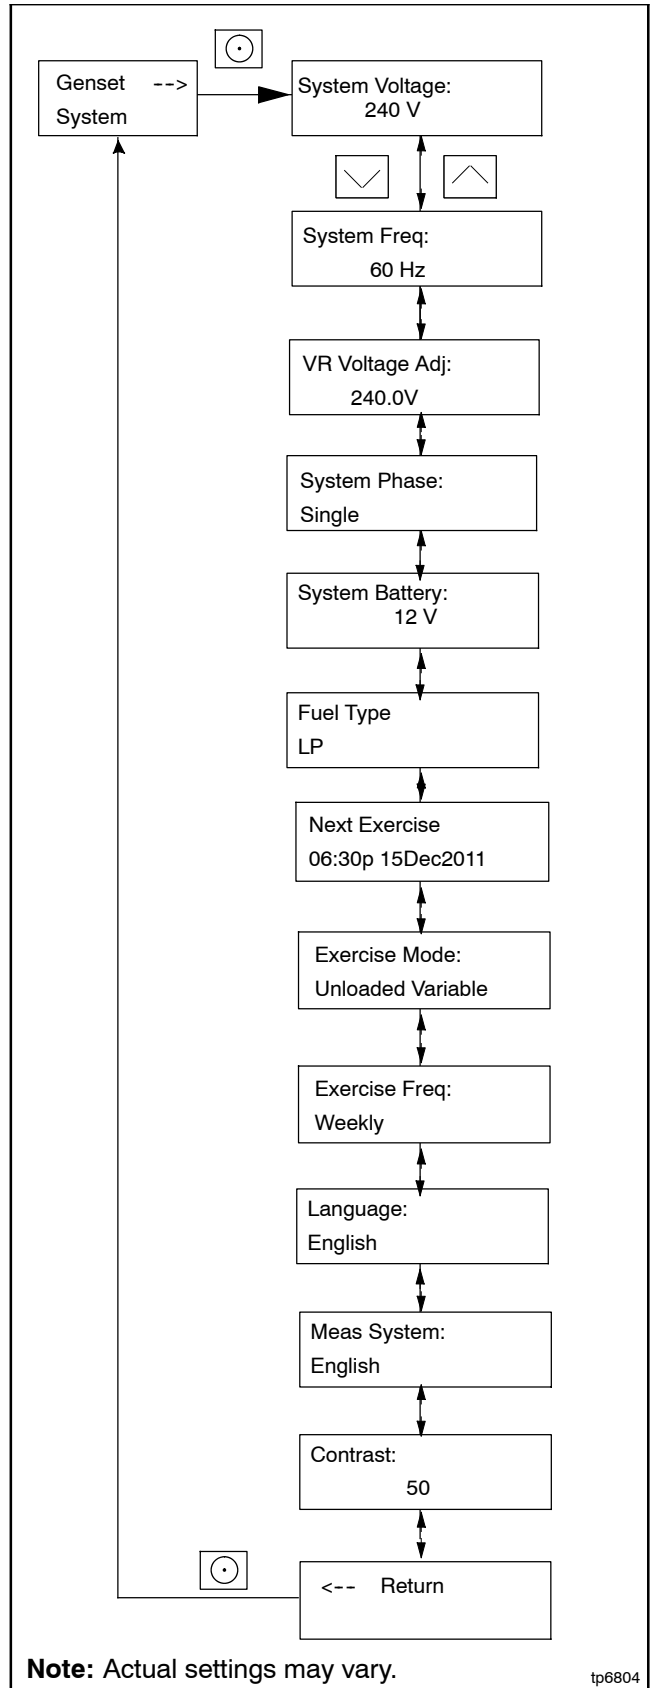 Genset -->
System
System Voltage:
240 V
System Freq:
60 Hz
VR Voltage Adj:
240.0V
System Phase:
Single
System Battery:
12 V
Fuel Type
LP
Next Exercise
06:30p 15Dec2011
Exercise Mode:
Unloaded Variable
Exercise Freq:
Weekly
Language:
English
Meas System:
English
Contrast:
50
<-- Return
Note: Actual settings may vary.
tp6804